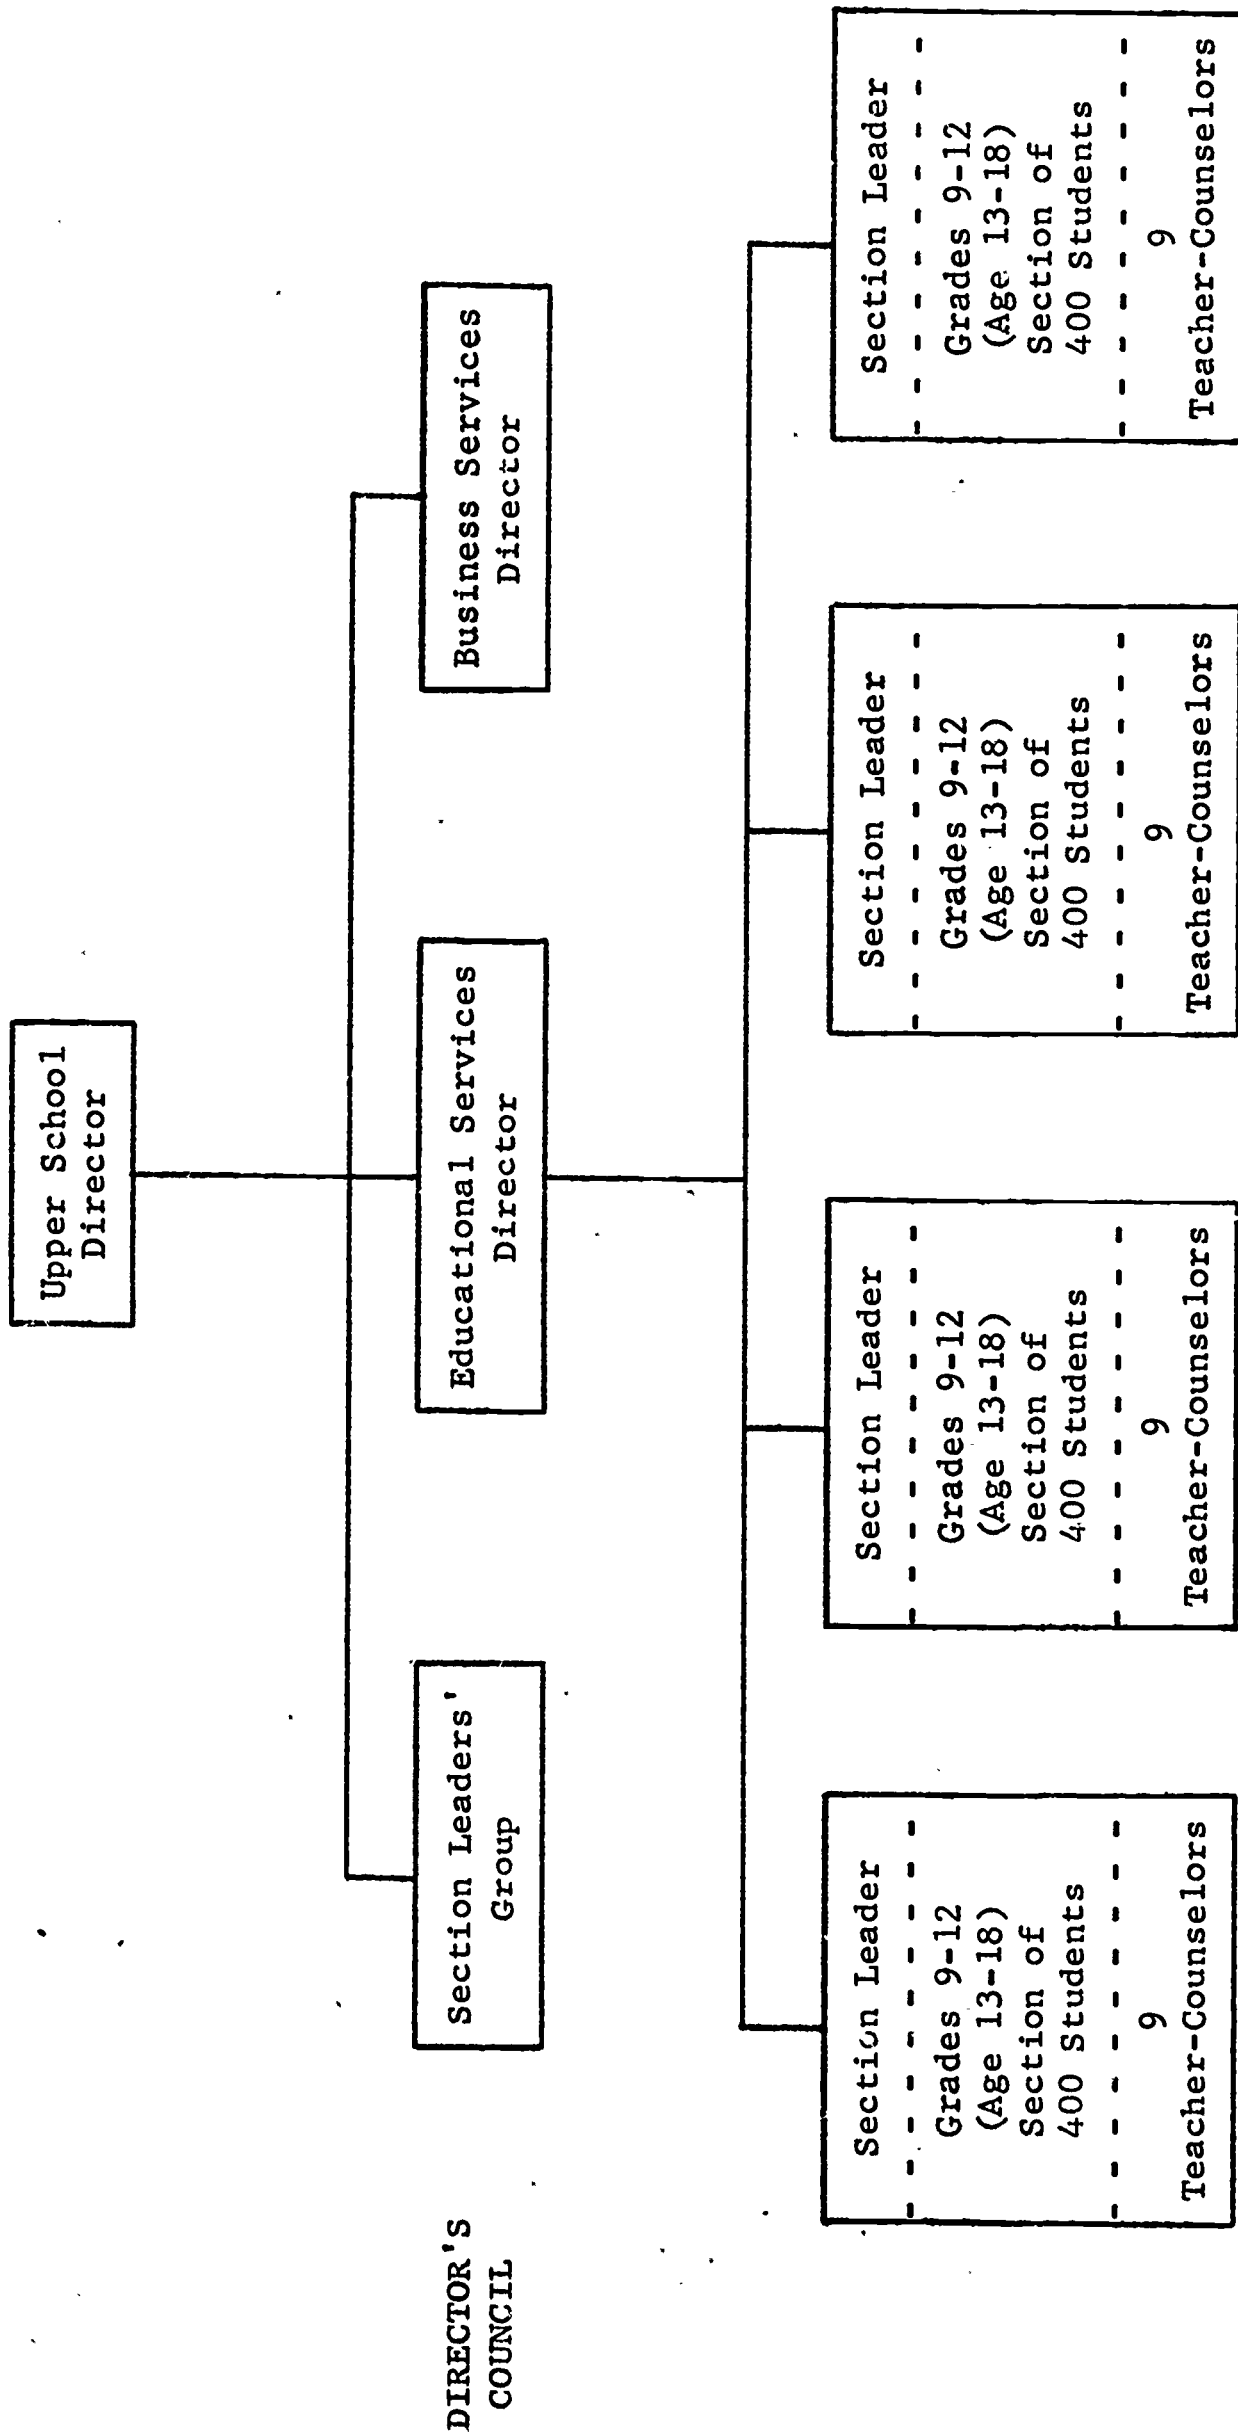 Upper School
Director
DIRECTOR'S
COUNCIL
Section Leaders'
Group
Educational Services
Director
Business Services
Director
Section Leader
Grades 9-12
(Age 13-18)
Section of
400 Students
9
Teacher-Counselors
Section Leader
Grades 9-12
(Age 13-18)
Section of
400 Students
9
Teacher-Counselors
Section Leader
Grades 9-12
(Age 13-18)
Section of
400 Students
9
Teacher-Counselors
Section Leader
Grades 9-12
(Age 13-18)
Section of
400 Students
9
Teacher-Counselors